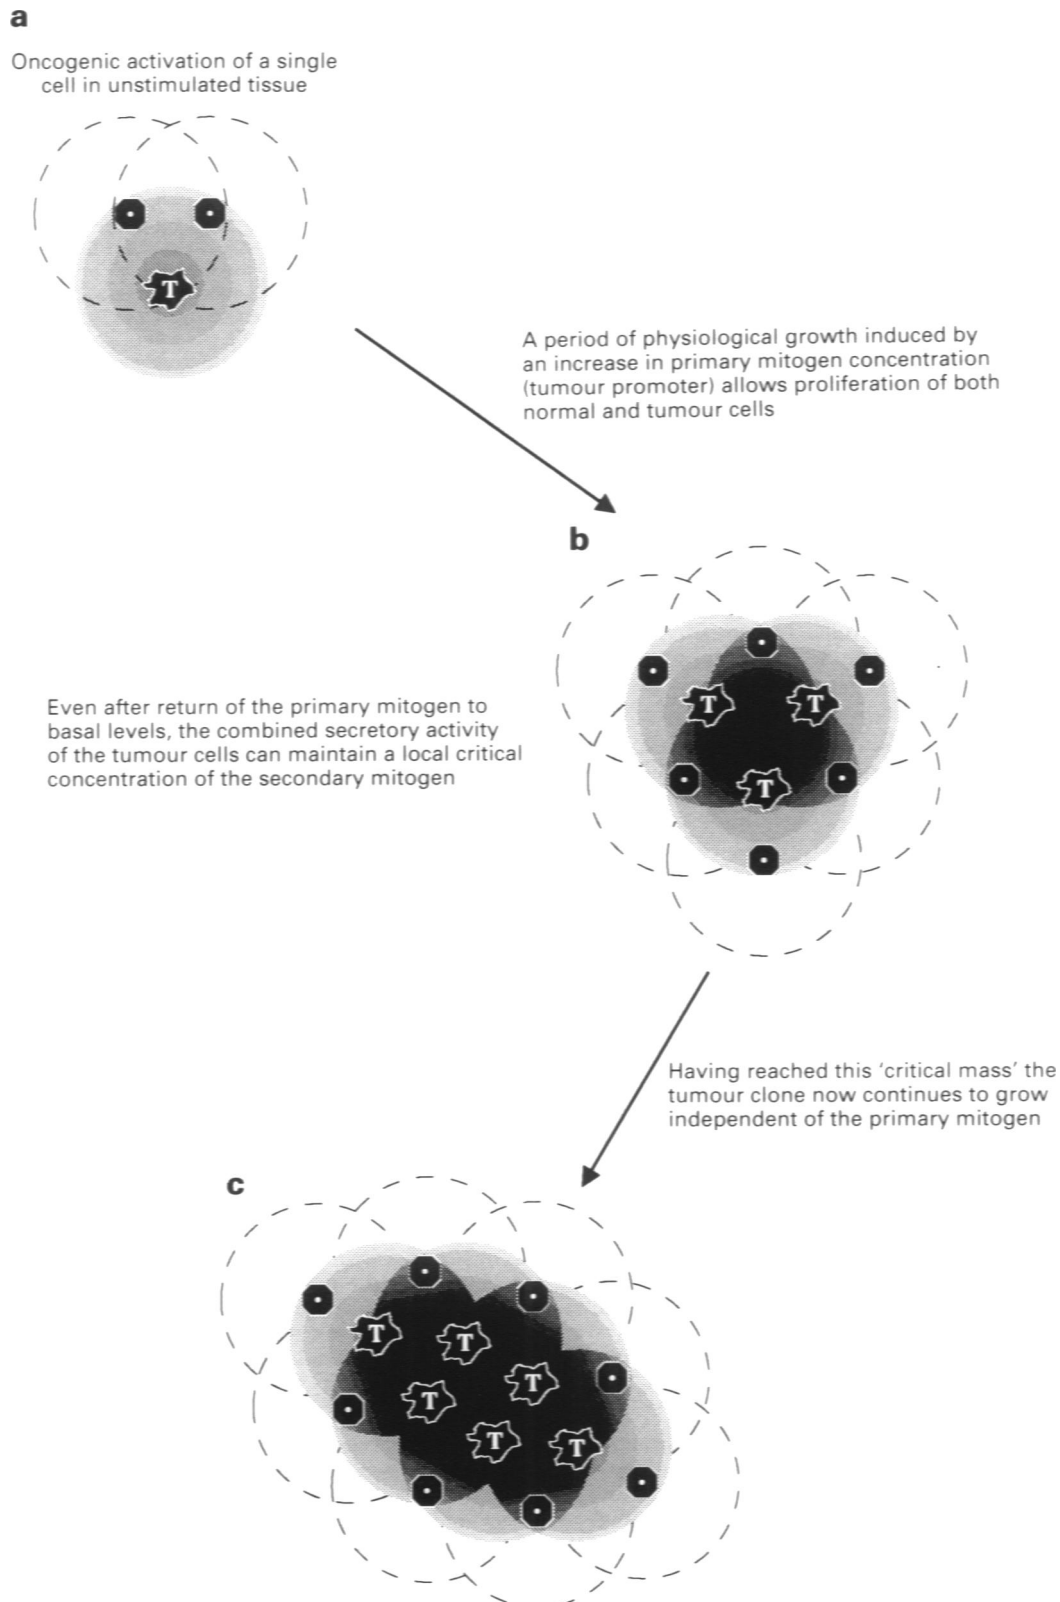 a
Oncogenic activation of a single
cell in unstimulated tissue
T
A period of physiological growth induced by
an increase in primary mitogen concentration
(tumour promoter) allows proliferation of both
normal and tumour cells
b
T T
T
Even after return of the primary mitogen to
basal levels, the combined secretory activity
of the tumour cells can maintain a local critical
concentration of the secondary mitogen
Having reached this 'critical mass' the
tumour clone now continues to grow
independent of the primary mitogen
c
T T
T T
T T